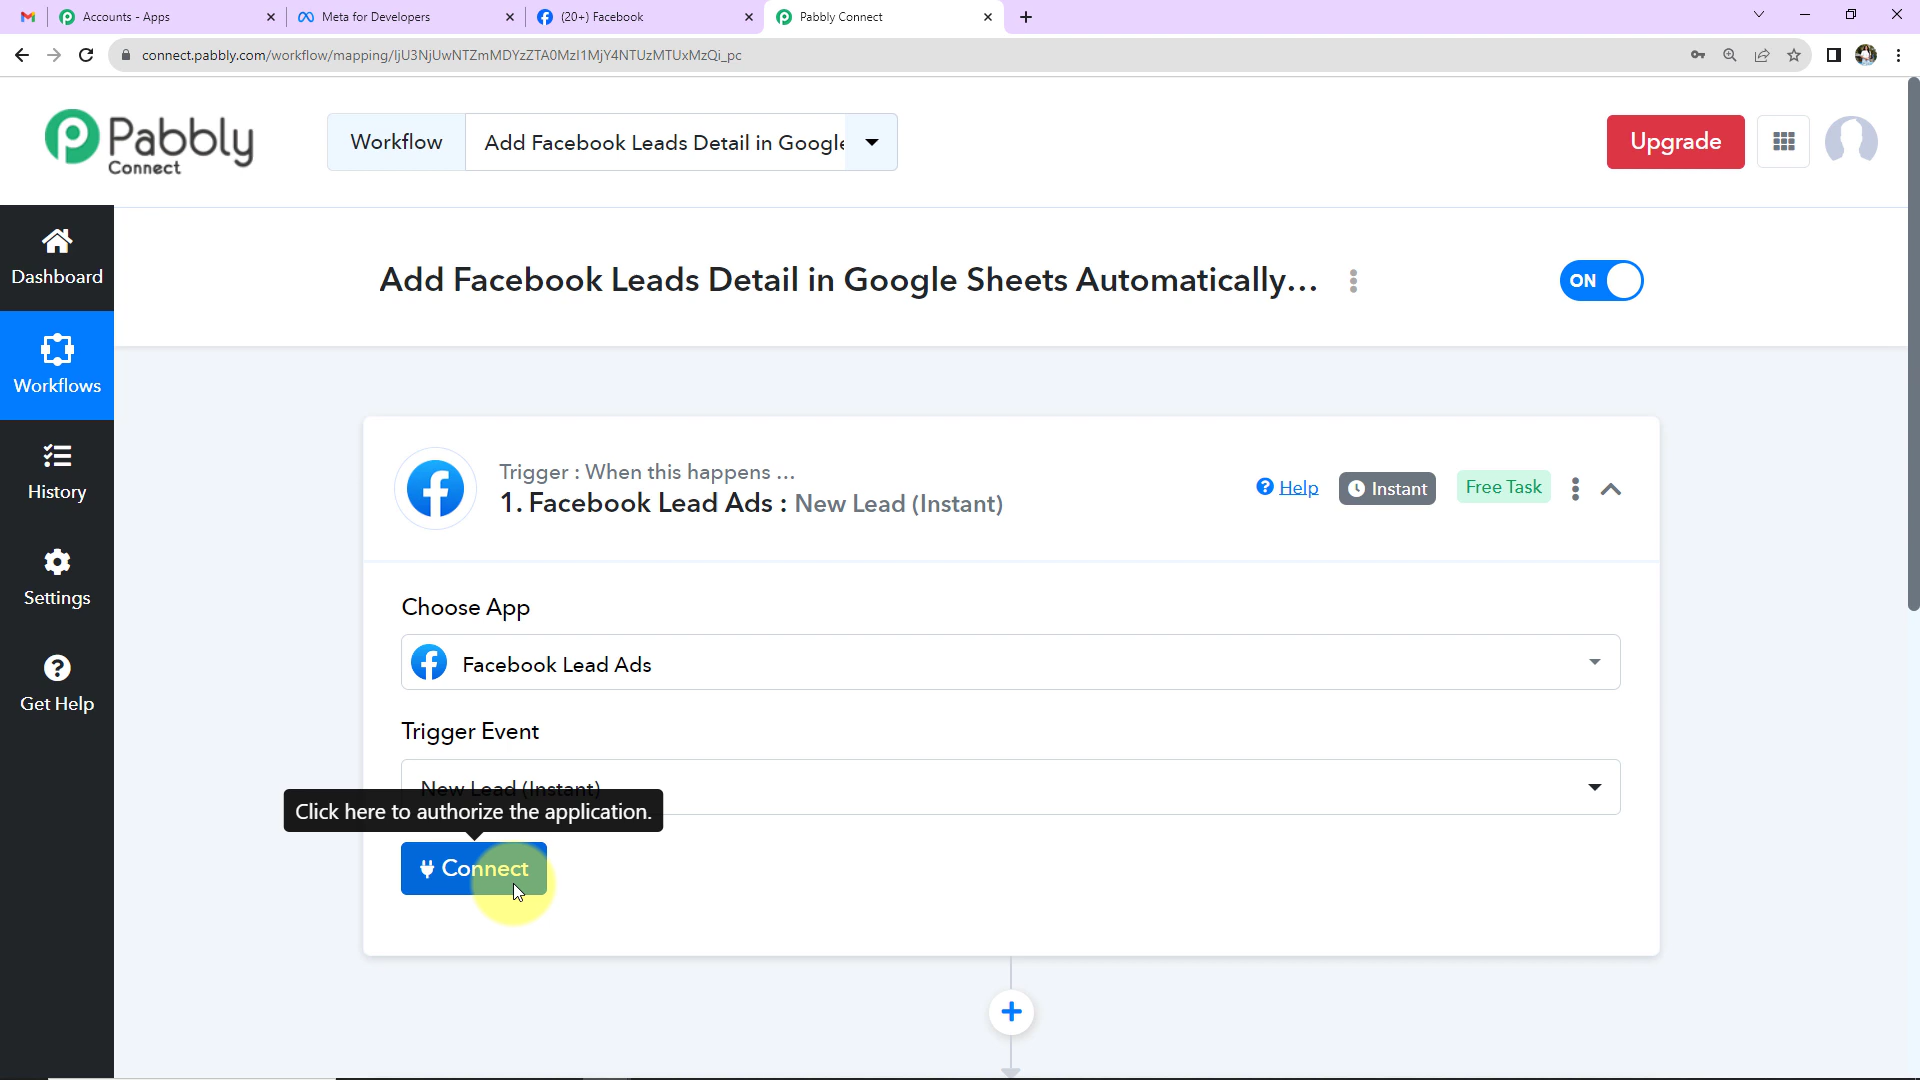 Accounts - Apps
Meta for Developers
(20+) Facebook
Pabbly Connect
connect.pabbly.com/workflow/mapping/IjU3NjUwNTZmMDYzZTA0MzI1MjY4NTUzMTUxMzQi_pc
Pabbly
Connect
Workflow
Add Facebook Leads Detail in Google
Upgrade
Dashboard
Workflows
History
Settings
Get Help
Add Facebook Leads Detail in Google Sheets Automatically...
ON
Trigger : When this happens ...
1. Facebook Lead Ads : New Lead (Instant)
Help
Instant
Free Task
Choose App
Facebook Lead Ads
Trigger Event
New Lead (Instant)
Click here to authorize the application.
Connect